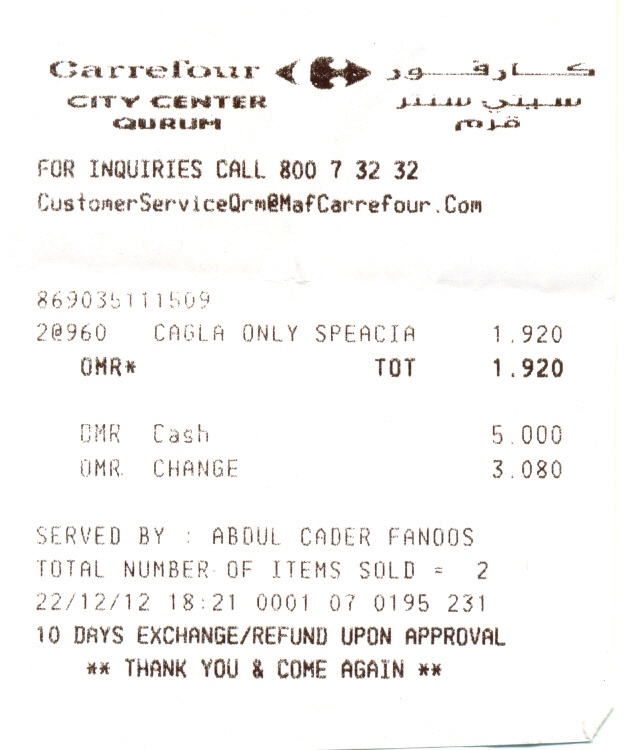 Carrefour كارفور
CITY CENTER سيتي سنتر
QURUM قرم
FOR INQUIRIES CALL 800 7 32 32
CustomerServiceQrm@MafCarrefour.Com
869035111509
2@960 CAGLA ONLY SPEACIA 1.920
OMR* TOT 1.920
OMR Cash 5.000
OMR CHANGE 3.080
SERVED BY : ABDUL CADER FANOOS
TOTAL NUMBER OF ITEMS SOLD = 2
22/12/12 18:21 0001 07 0195 231
10 DAYS EXCHANGE/REFUND UPON APPROVAL
** THANK YOU & COME AGAIN **